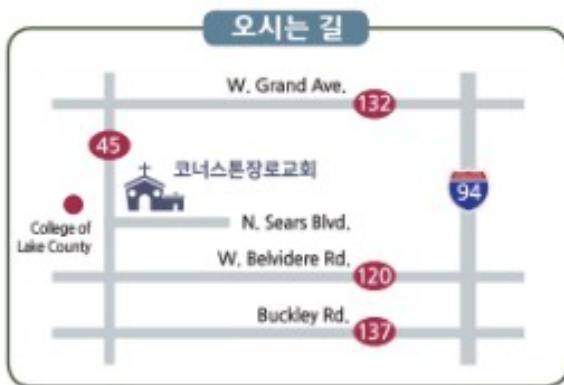 오시는 길
W. Grand Ave.
132
45
코너스톤장로교회
94
College of
Lake County
N. Sears Blvd.
W. Belvidere Rd.
120
Buckley Rd.
137